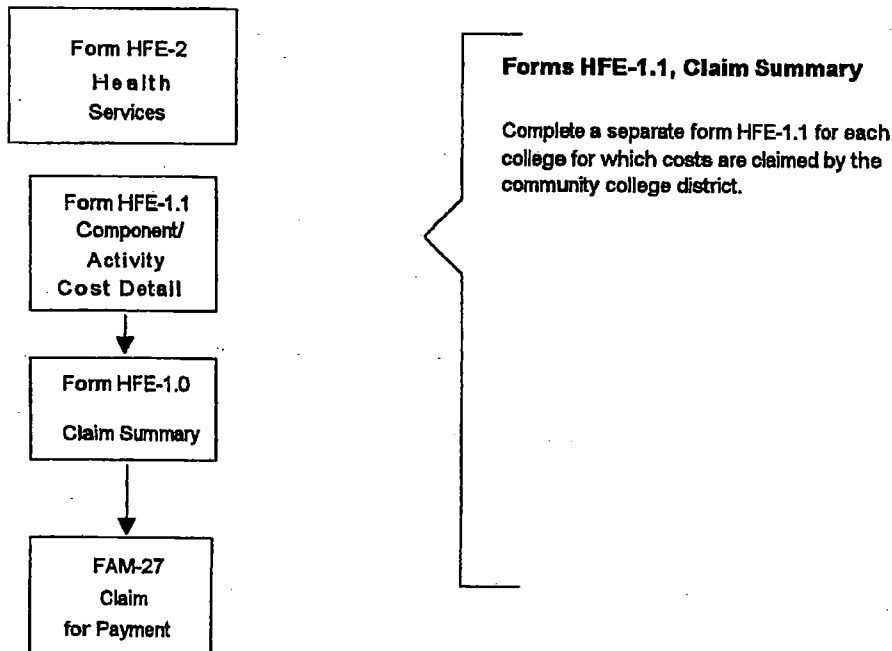 Form HFE-2
Health
Services
Form HFE-1.1
Component/
Activity
Cost Detail
Form HFE-1.0
Claim Summary
FAM-27
Claim
for Payment
Forms HFE-1.1, Claim Summary
Complete a separate form HFE-1.1 for each
college for which costs are claimed by the
community college district.